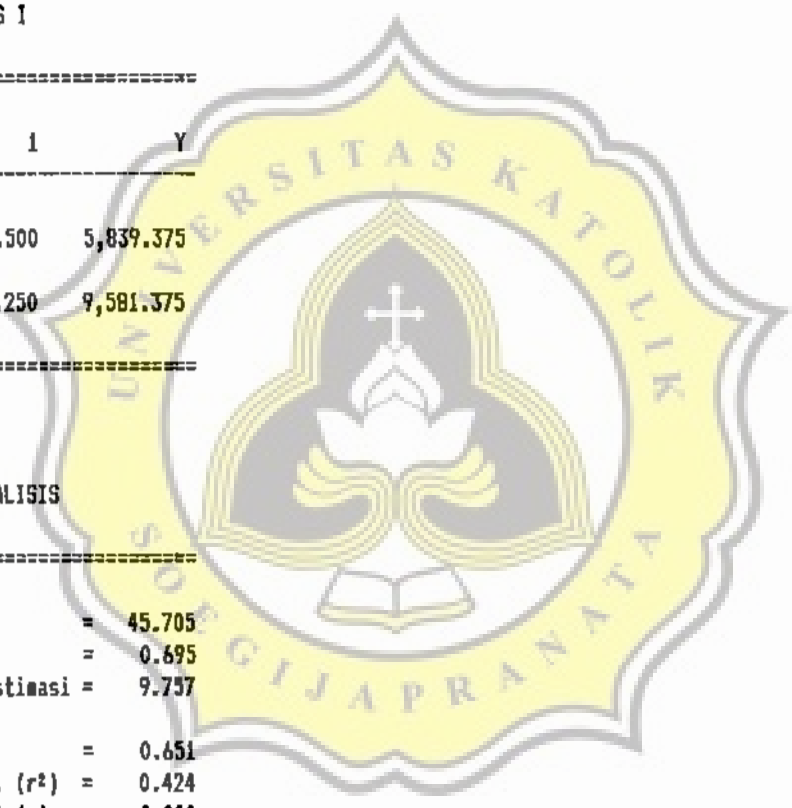 S I
1 Y
.500 5,839.375
.250 9,581.375
ALISIS
= 45.705
= 0.695
stimasi = 9.757
= 0.651
(r²) = 0.424
UNIVERSITAS KATOLIK
SOEGIJAPRANATA